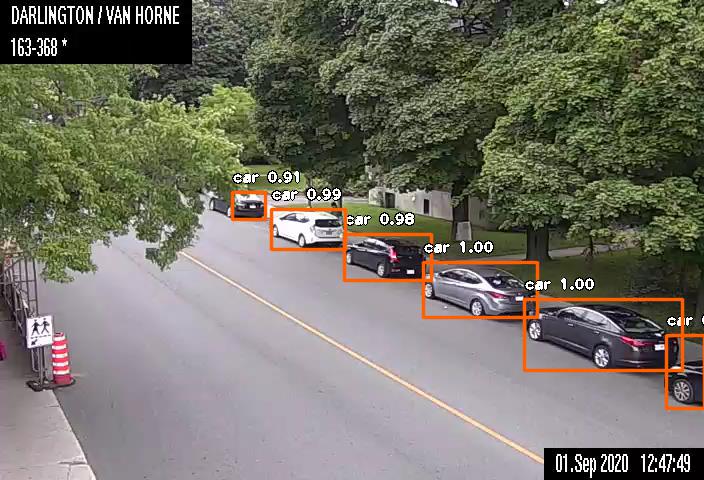 DARLINGTON / VAN HORNE
163-368 *
car 0.91
car 0.99
car 0.98
car 1.00
car 1.00
car
01.Sep 2020 12:47:49